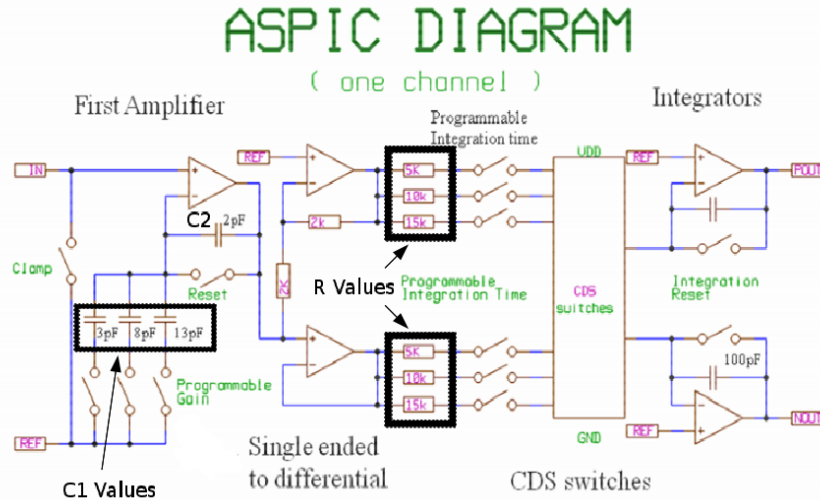 ASPIC DIAGRAM
( one channel )
First Amplifier
Programmable
Integration time
Integrators
IN
REF
5K
10k
15k
VDD
REF
POUT
C2
2pF
2k
Clamp
Reset
2K
R Values
Programmable
Integration Time
CDS
switches
Integration
Reset
3pF
8pF
13pF
5K
10k
15k
100pF
Programmable
Gain
REF
GND
REF
NOUT
Single ended
to differential
CDS switches
C1 Values